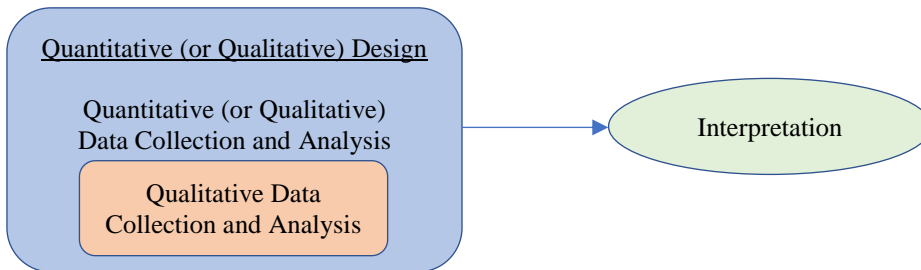 Quantitative (or Qualitative) Design
Quantitative (or Qualitative)
Data Collection and Analysis
Qualitative Data
Collection and Analysis
Interpretation